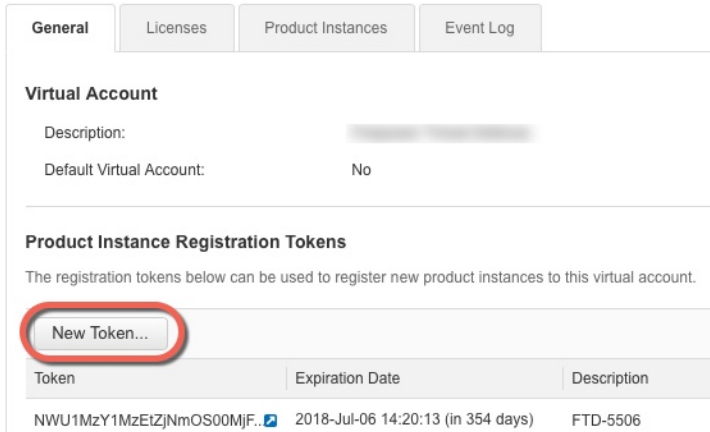 General Licenses Product Instances Event Log
Virtual Account
Description:
Default Virtual Account: No
Product Instance Registration Tokens
The registration tokens below can be used to register new product instances to this virtual account.
New Token...
Token Expiration Date Description
NWU1MzY1MzEtZjNmOS00MjF... 2018-Jul-06 14:20:13 (in 354 days) FTD-5506